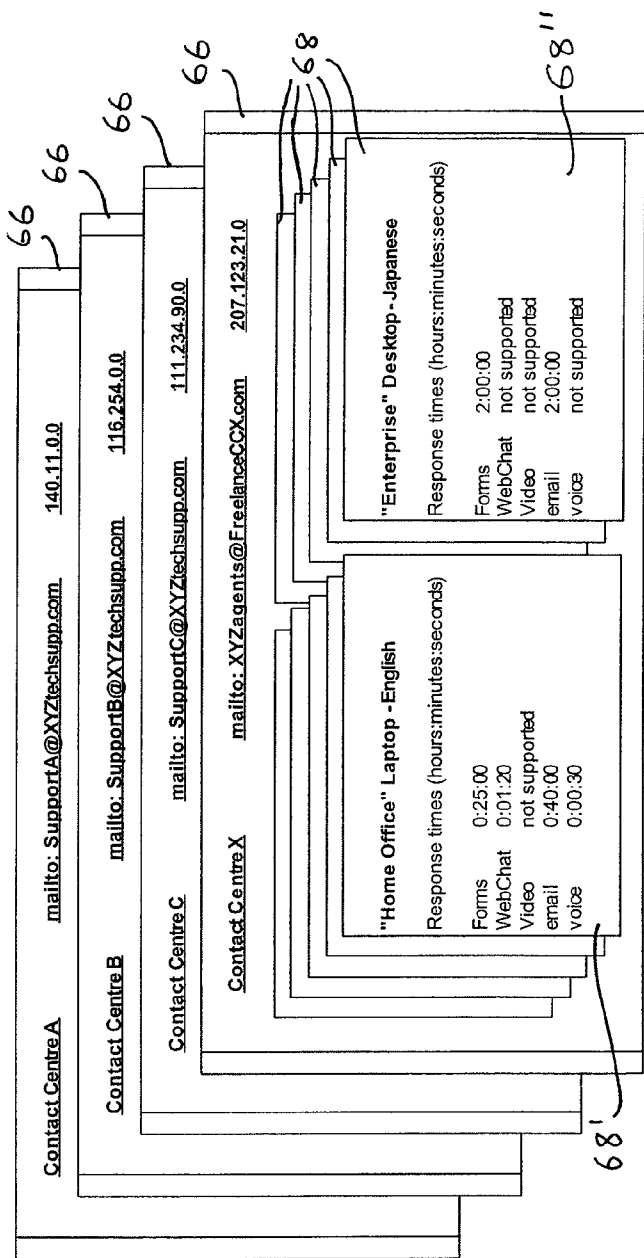 66
66
66
66
Contact Centre A mailto: SupportA@XYZtechsupp.com 140.11.0.0
Contact Centre B mailto: SupportB@XYZtechsupp.com 116.254.0.0
Contact Centre C mailto: SupportC@XYZtechsupp.com 111.234.90.0
Contact Centre X mailto: XYZagents@FreelanceCCX.com 207.123.21.0
68
"Home Office" Laptop - English
Response times (hours:minutes:seconds)
Forms 0:25:00
WebChat 0:01:20
Video not supported
email 0:40:00
voice 0:00:30
68'
"Enterprise" Desktop - Japanese
Response times (hours:minutes:seconds)
Forms 2:00:00
WebChat not supported
Video not supported
email 2:00:00
voice not supported
68"